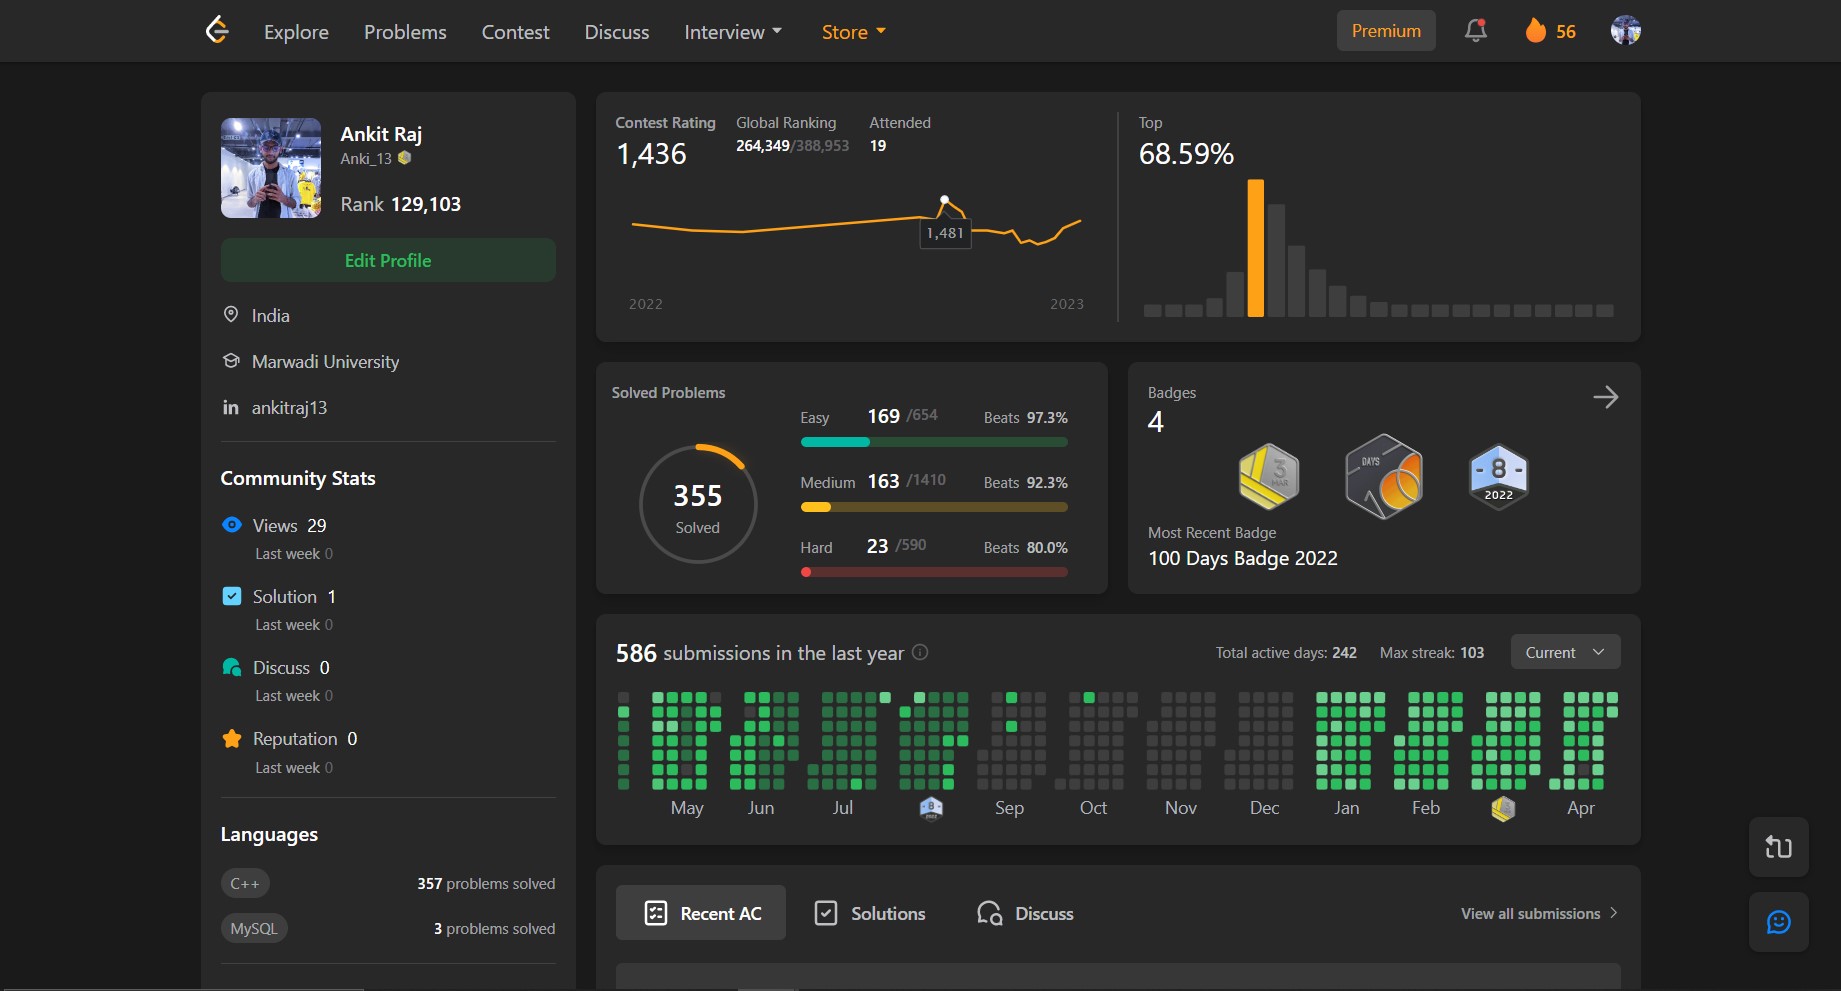 Explore Problems Contest Discuss Interview Store Premium 56
Ankit Raj
Anki_13
Rank 129,103
Edit Profile
India
Marwadi University
ankitraj13
Community Stats
Views 29
Last week 0
Solution 1
Last week 0
Discuss 0
Last week 0
Reputation 0
Last week 0
Languages
C++ 357 problems solved
MySQL 3 problems solved
Contest Rating Global Ranking Attended
1,436 264,349/388,953 19
1,481
2022 2023
Top
68.59%
Solved Problems
355
Solved
Easy 169 /654 Beats 97.3%
Medium 163 /1410 Beats 92.3%
Hard 23 /590 Beats 80.0%
Badges
4
3
MAR
DAYS
8
2022
Most Recent Badge
100 Days Badge 2022
586 submissions in the last year Total active days: 242 Max streak: 103 Current
May Jun Jul 8 Sep Oct Nov Dec Jan Feb Apr
Recent AC Solutions Discuss View all submissions